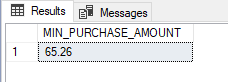 Results Messages
MIN_PURCHASE_AMOUNT
1 65.26